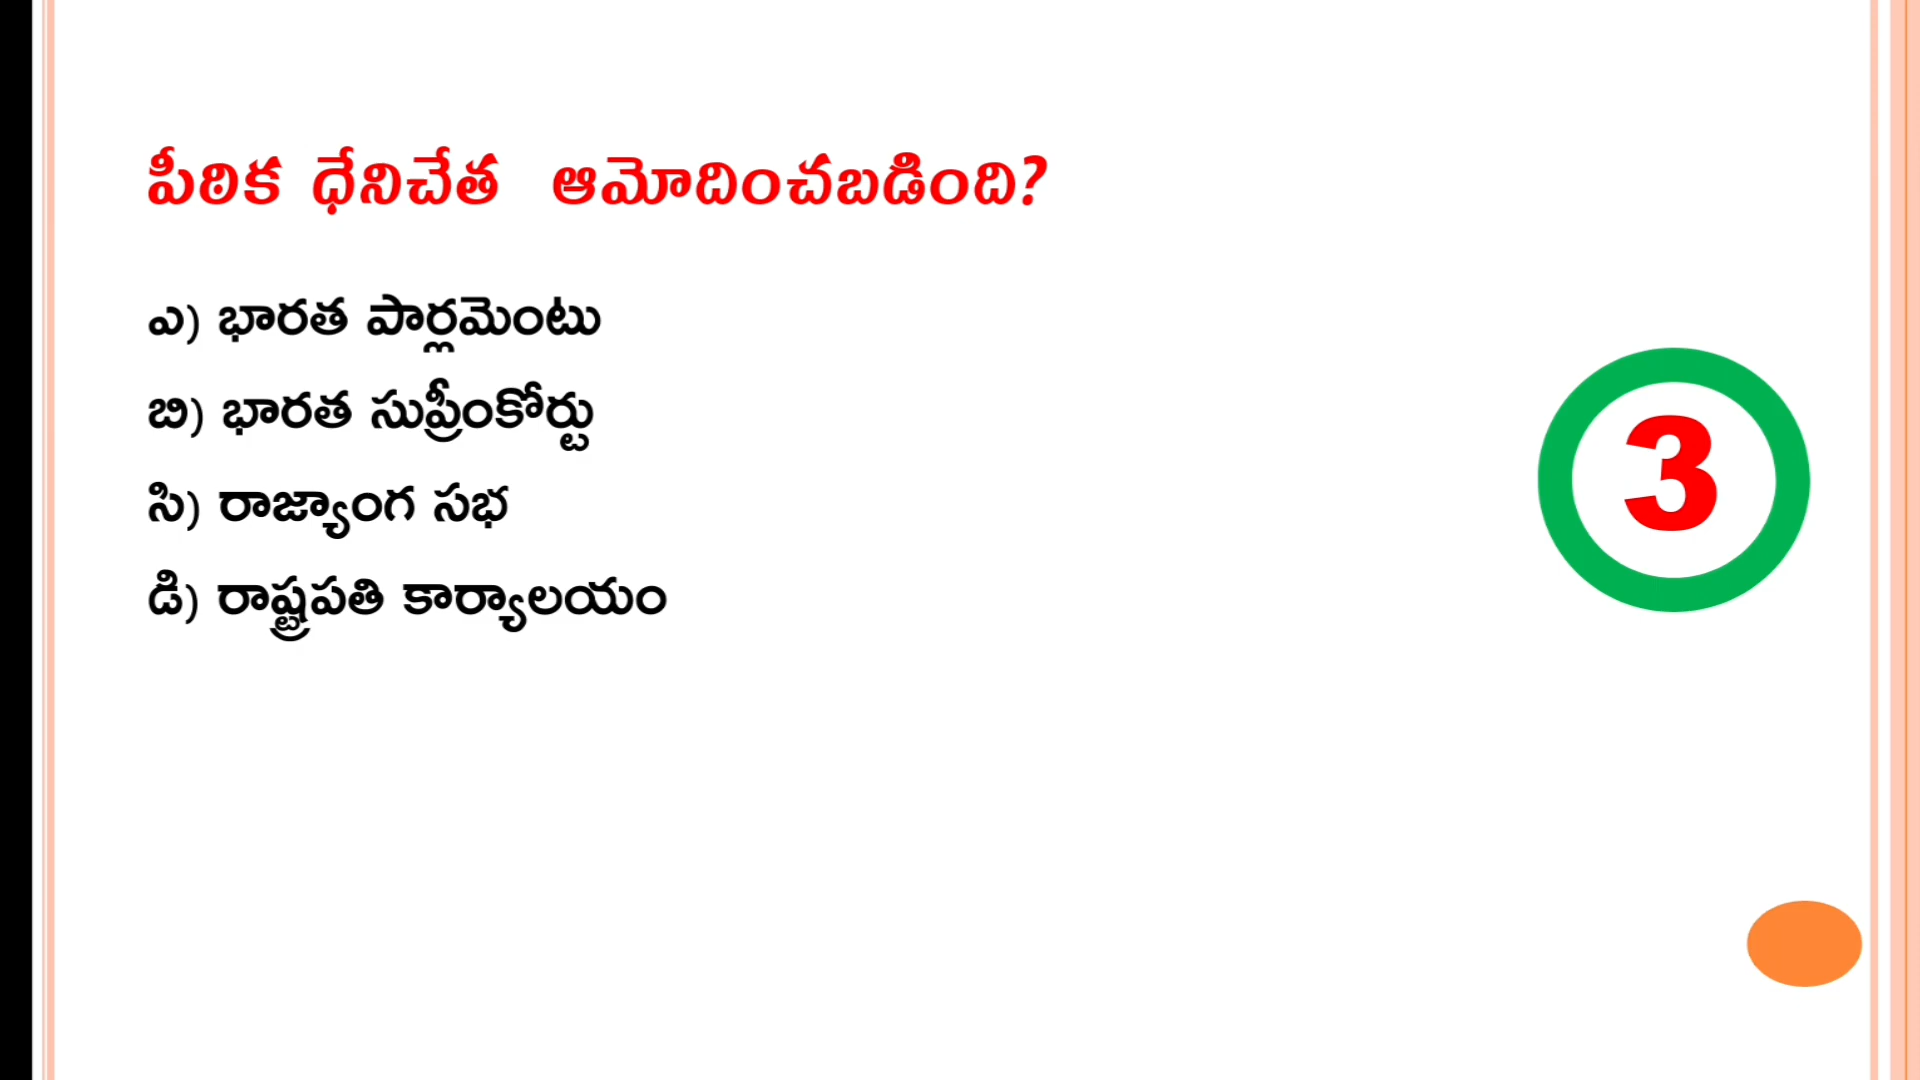 పీఠిక ధేనిచేత ఆమోదించబడింది?
ఎ) భారత పార్లమెంటు
బి) భారత సుప్రీంకోర్టు
సి) రాజ్యాంగ సభ
డి) రాష్ట్రపతి కార్యాలయం
3